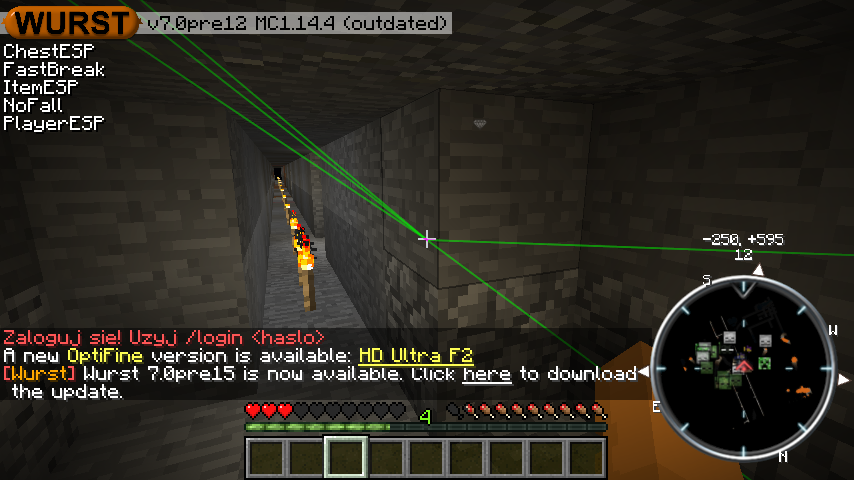 WURST v7.0pre12 MC1.14.4 (outdated)
ChestESP
FastBreak
ItemESP
NoFall
PlayerESP
-250, +595
12
S
W
E
N
Zaloguj sie! Uzyj /login <haslo>
A new OptiFine version is available: HD Ultra F2
[Wurst] Wurst 7.0pre15 is now available. Click here to download
the update.
4